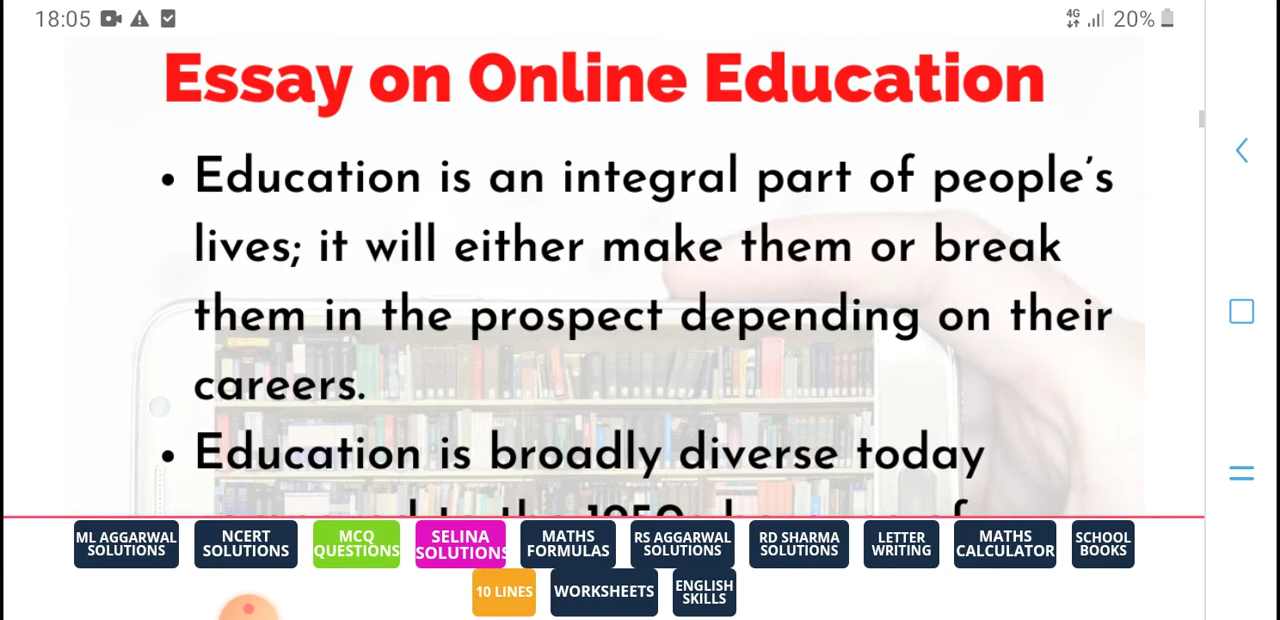 18:05
4G
20%
Essay on Online Education
• Education is an integral part of people's
lives; it will either make them or break
them in the prospect depending on their
careers.
• Education is broadly diverse today
ML AGGARWAL
SOLUTIONS
NCERT
SOLUTIONS
MCQ
QUESTIONS
SELINA
SOLUTIONS
MATHS
FORMULAS
RS AGGARWAL
SOLUTIONS
RD SHARMA
SOLUTIONS
LETTER
WRITING
MATHS
CALCULATOR
SCHOOL
BOOKS
10 LINES
WORKSHEETS
ENGLISH
SKILLS